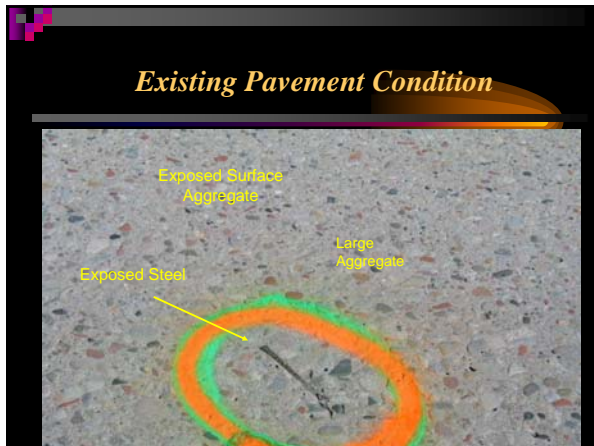 Existing Pavement Condition
Exposed Surface
Aggregate
Large
Aggregate
Exposed Steel